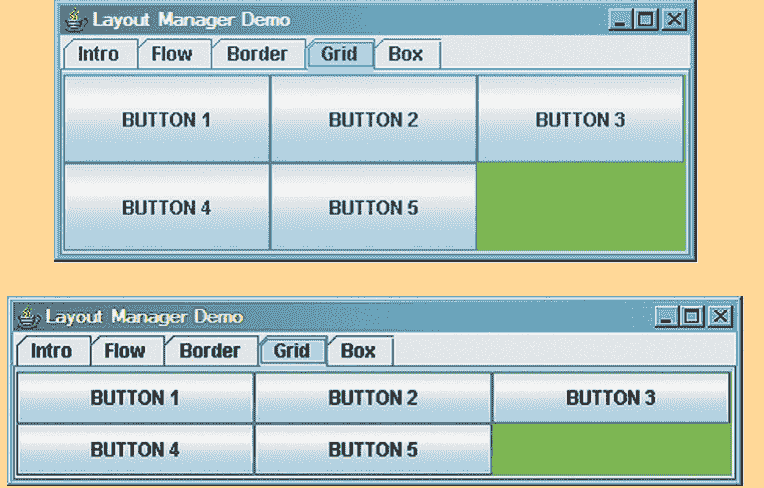 Layout Manager Demo
Intro Flow Border Grid Box
BUTTON 1 BUTTON 2 BUTTON 3
BUTTON 4 BUTTON 5
Layout Manager Demo
Intro Flow Border Grid Box
BUTTON 1 BUTTON 2 BUTTON 3
BUTTON 4 BUTTON 5